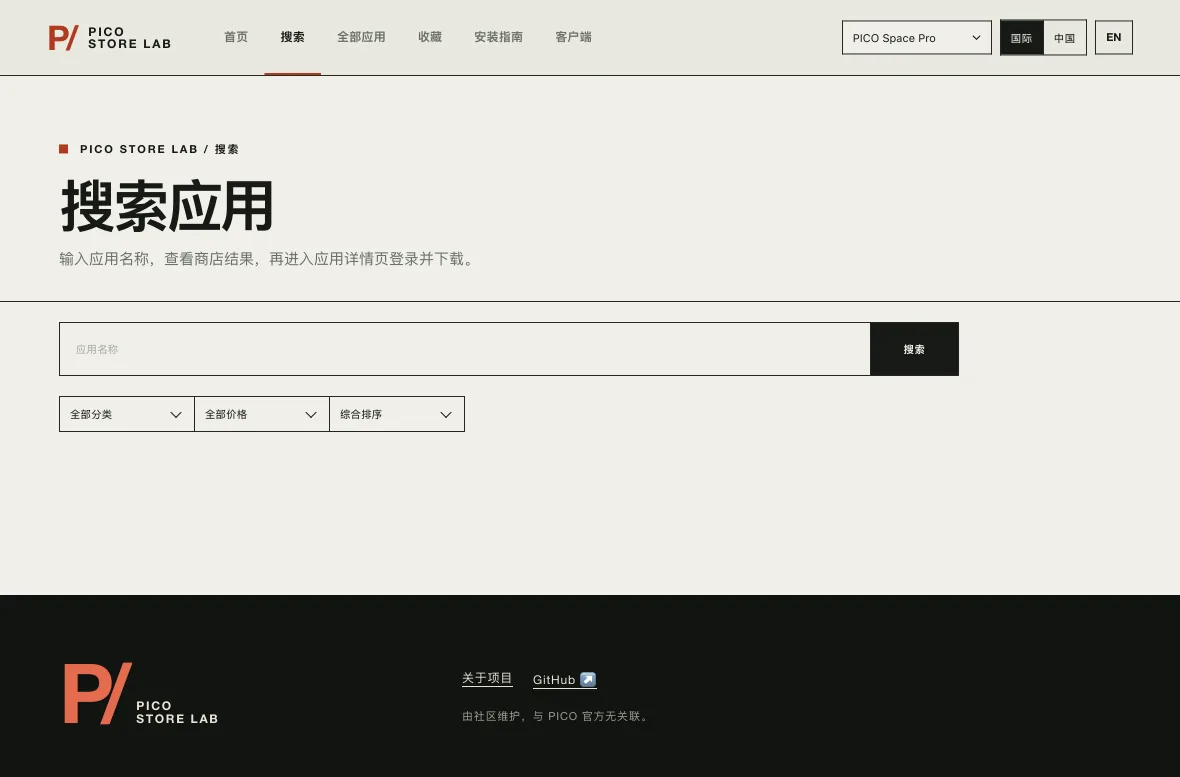 P/ PICO
STORE LAB
首页
搜索
全部应用
收藏
安装指南
客户端
PICO Space Pro
国际
中国
EN
PICO STORE LAB / 搜索
搜索应用
输入应用名称，查看商店结果，再进入应用详情页登录并下载。
应用名称
搜索
全部分类
全部价格
综合排序
P/ PICO
STORE LAB
关于项目
GitHub ↗
由社区维护，与 PICO 官方无关联。